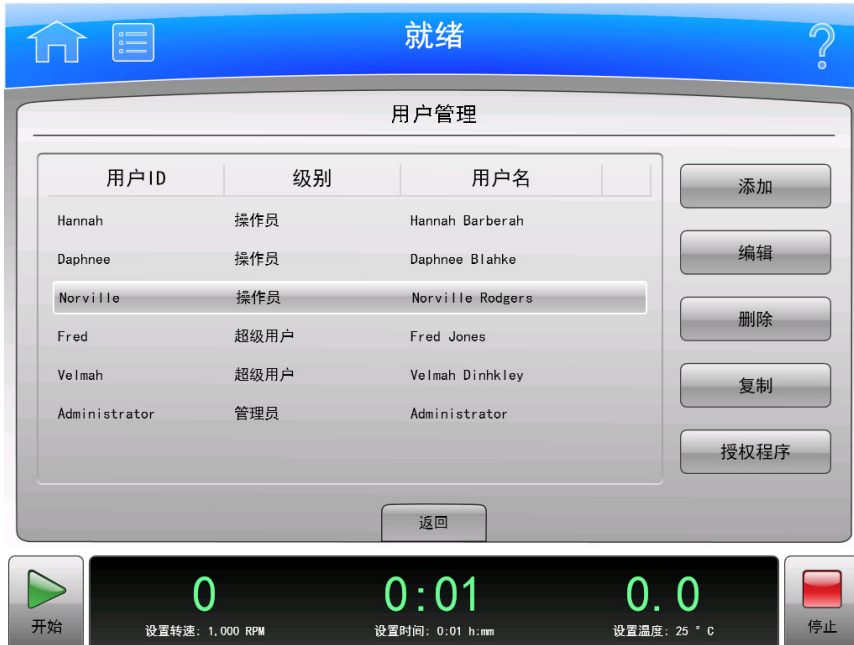 就绪
用户管理
用户ID 级别 用户名
Hannah 操作员 Hannah Barberah
Daphnee 操作员 Daphnee Blahke
Norville 操作员 Norville Rodgers
Fred 超级用户 Fred Jones
Velmah 超级用户 Velmah Dinhkley
Administrator 管理员 Administrator
添加
编辑
删除
复制
授权程序
返回
0 0:01 0.0
开始 设置转速: 1,000 RPM 设置时间: 0:01 h:mm 设置温度: 25 °C 停止